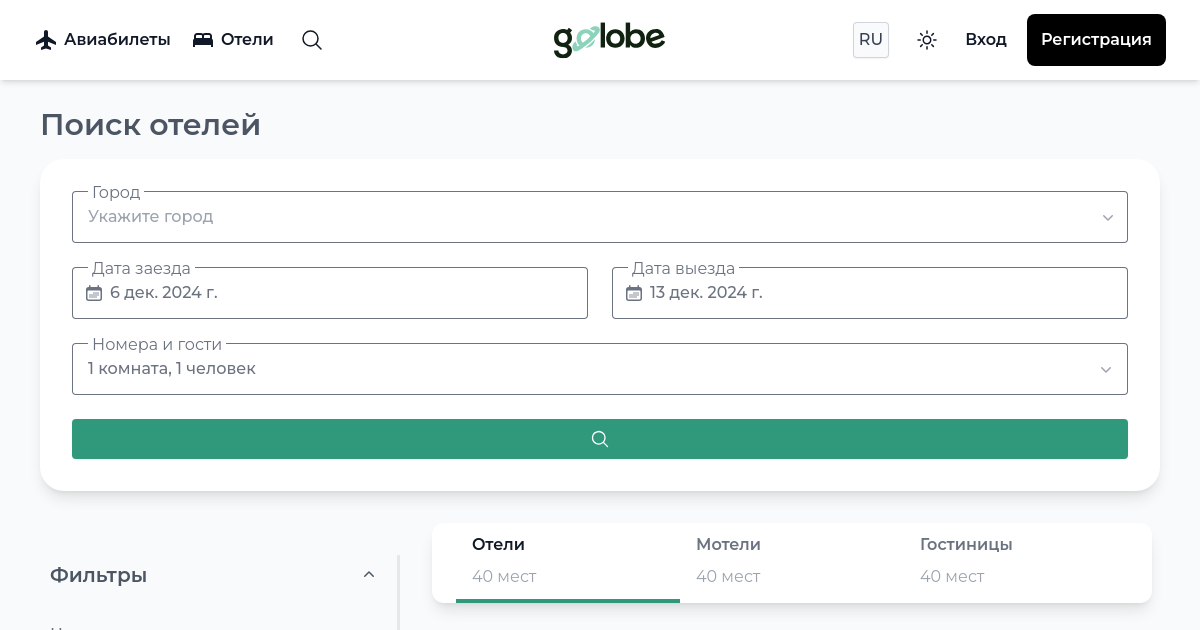 Авиабилеты
Отели
golobe
RU
Вход
Регистрация
Поиск отелей
Город
Укажите город
Дата заезда
6 дек. 2024 г.
Дата выезда
13 дек. 2024 г.
Номера и гости
1 комната, 1 человек
Фильтры
Отели
40 мест
Мотели
40 мест
Гостиницы
40 мест